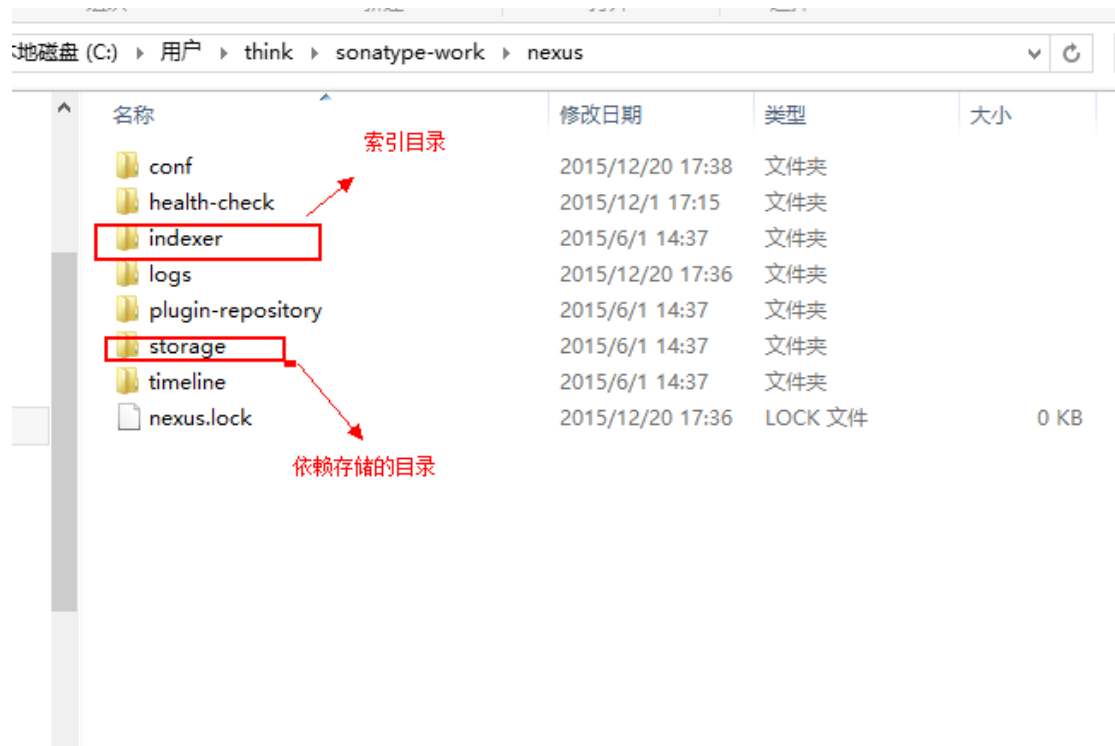 地磁盘 (C:) ▸ 用户 ▸ think ▸ sonatype-work ▸ nexus
名称 修改日期 类型 大小
索引目录
conf 2015/12/20 17:38 文件夹
health-check 2015/12/1 17:15 文件夹
indexer 2015/6/1 14:37 文件夹
logs 2015/12/20 17:36 文件夹
plugin-repository 2015/6/1 14:37 文件夹
storage 2015/6/1 14:37 文件夹
timeline 2015/6/1 14:37 文件夹
nexus.lock 2015/12/20 17:36 LOCK 文件 0 KB
依赖存储的目录